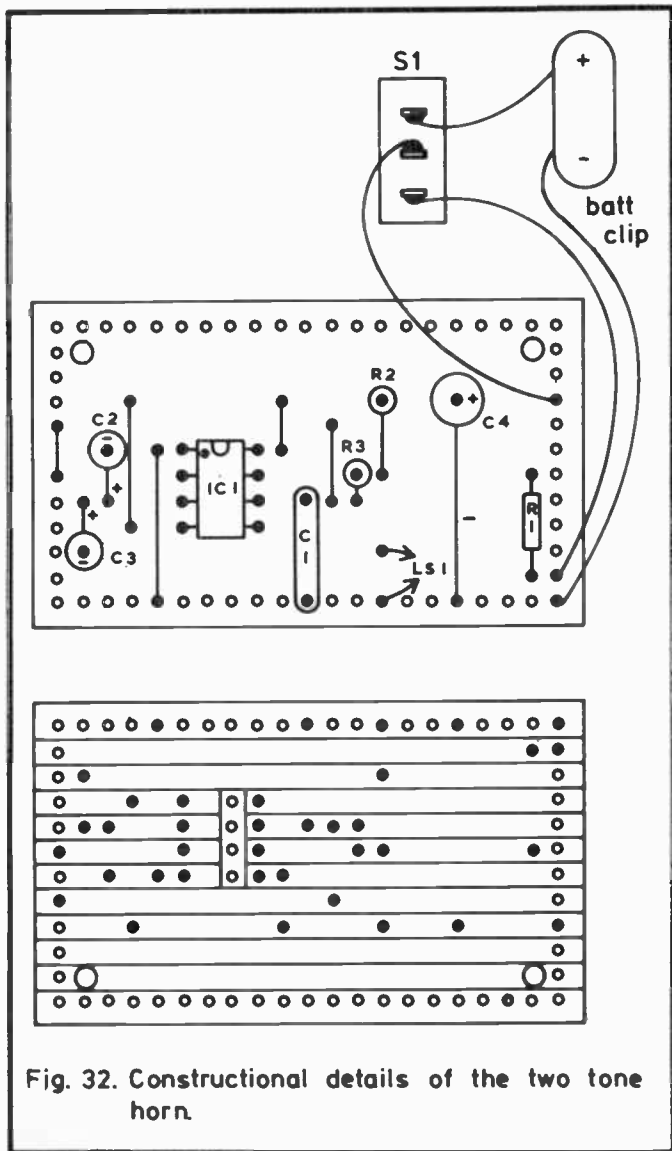 S1
+
-
batt
clip
R2
C2
-
+
C4
R3
IC1
+
+
C1
-
R1
C3
-
LS1
Fig. 32. Constructional details of the two tone
horn.